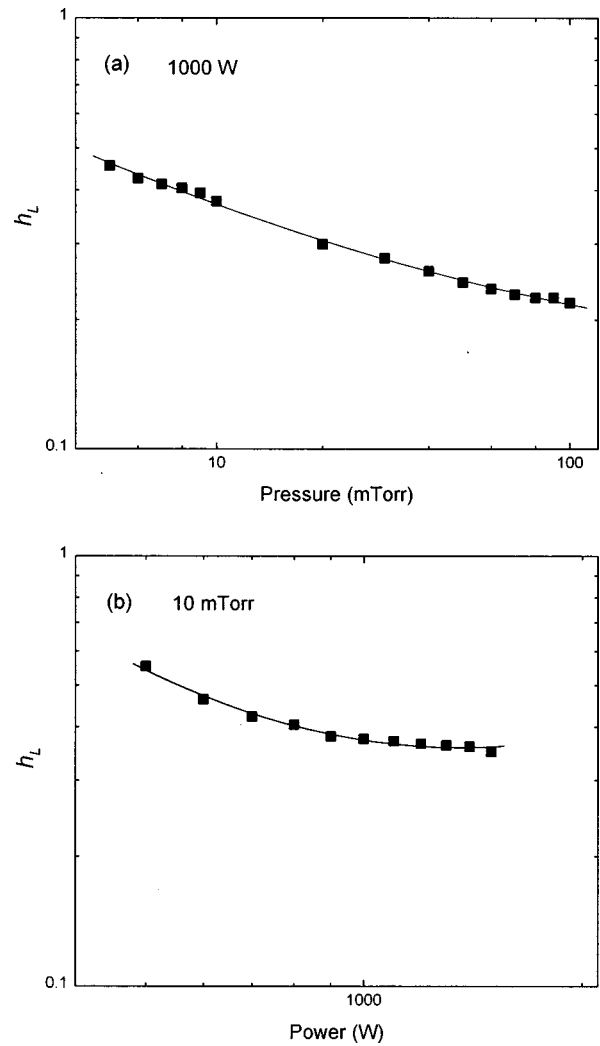 1
(a) 1000 W
h_L
0.1
10 100
Pressure (mTorr)
1
(b) 10 mTorr
h_L
0.1
1000
Power (W)